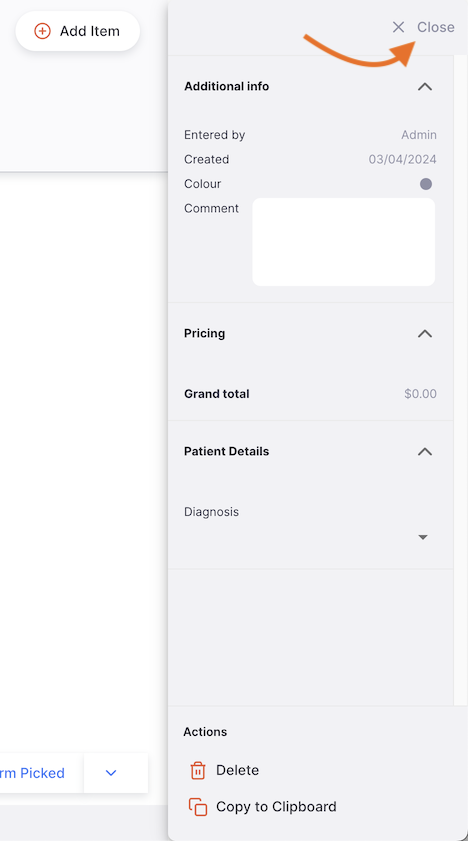 Add Item
Close
Additional info
Entered by Admin
Created 03/04/2024
Colour
Comment
Pricing
Grand total $0.00
Patient Details
Diagnosis
Actions
rm Picked
Delete
Copy to Clipboard